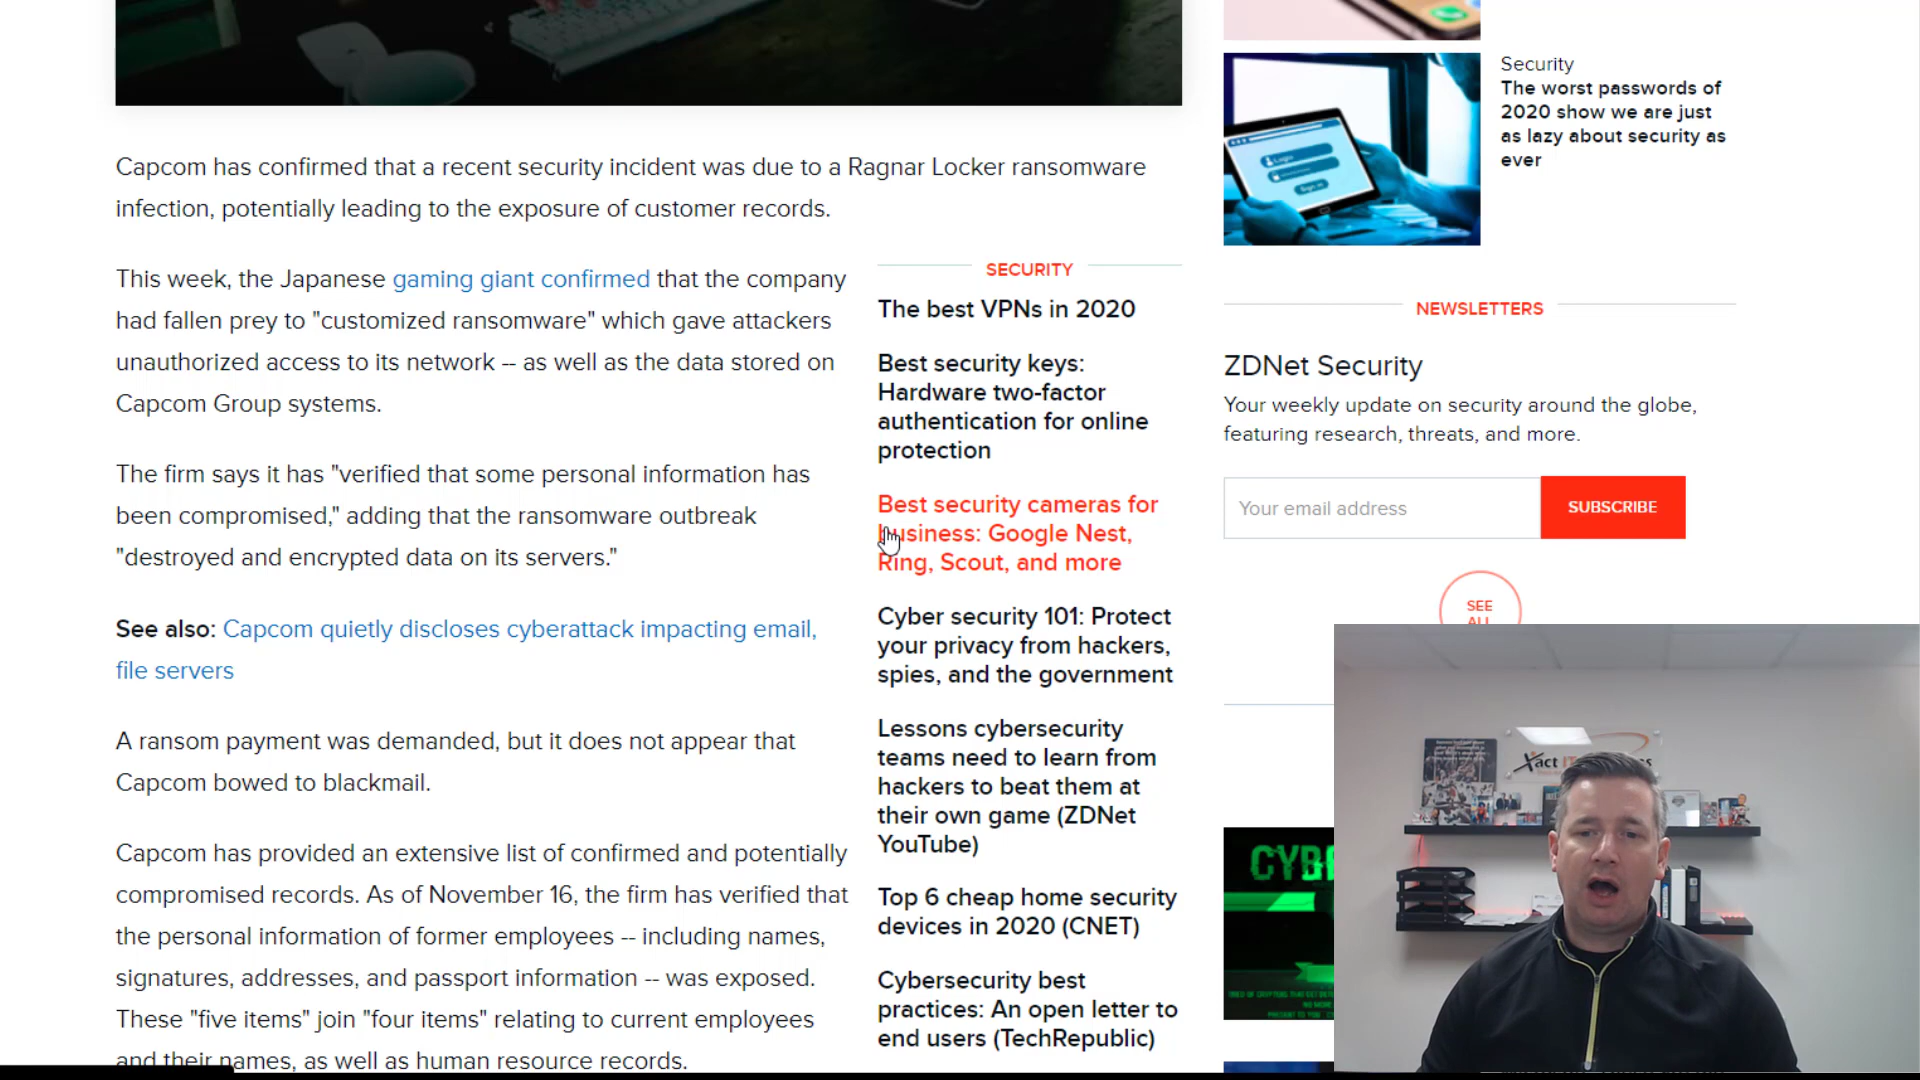 Capcom has confirmed that a recent security incident was due to a Ragnar Locker ransomware
infection, potentially leading to the exposure of customer records.
This week, the Japanese gaming giant confirmed that the company
had fallen prey to "customized ransomware" which gave attackers
unauthorized access to its network -- as well as the data stored on
Capcom Group systems.
The firm says it has "verified that some personal information has
been compromised," adding that the ransomware outbreak
"destroyed and encrypted data on its servers."
See also: Capcom quietly discloses cyberattack impacting email,
file servers
A ransom payment was demanded, but it does not appear that
Capcom bowed to blackmail.
Capcom has provided an extensive list of confirmed and potentially
compromised records. As of November 16, the firm has verified that
the personal information of former employees -- including names,
signatures, addresses, and passport information -- was exposed.
These "five items" join "four items" relating to current employees
and their names, as well as human resource records.
SECURITY
The best VPNs in 2020
Best security keys:
Hardware two-factor
authentication for online
protection
Best security cameras for
business: Google Nest,
Ring, Scout, and more
Cyber security 101: Protect
your privacy from hackers,
spies, and the government
Lessons cybersecurity
teams need to learn from
hackers to beat them at
their own game (ZDNet
YouTube)
Top 6 cheap home security
devices in 2020 (CNET)
Cybersecurity best
practices: An open letter to
end users (TechRepublic)
Login
Sign in
Security
The worst passwords of
2020 show we are just
as lazy about security as
ever
NEWSLETTERS
ZDNet Security
Your weekly update on security around the globe,
featuring research, threats, and more.
Your email address
SUBSCRIBE
SEE
ALL
CYB
Xact IT